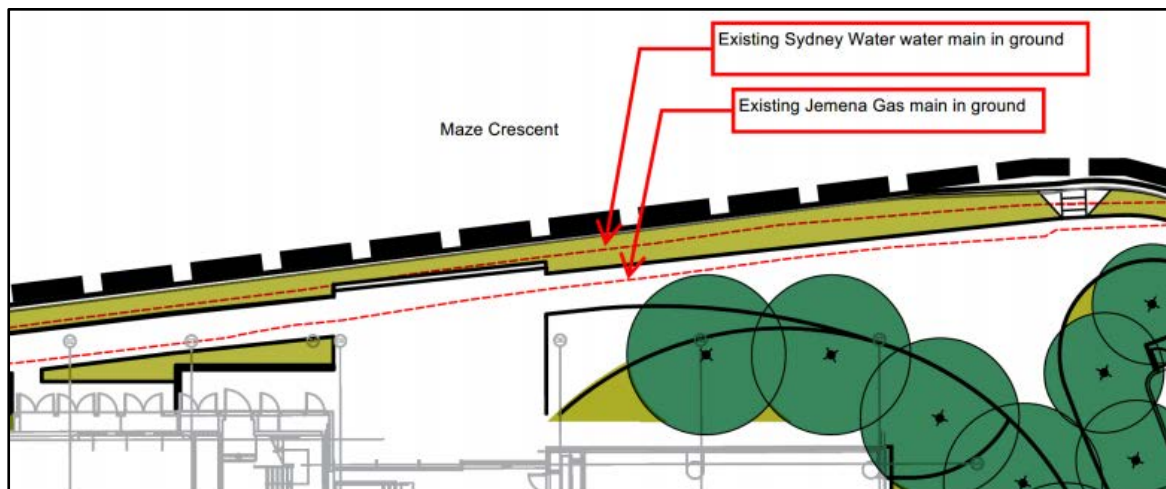 Existing Sydney Water water main in ground
Existing Jemena Gas main in ground
Maze Crescent